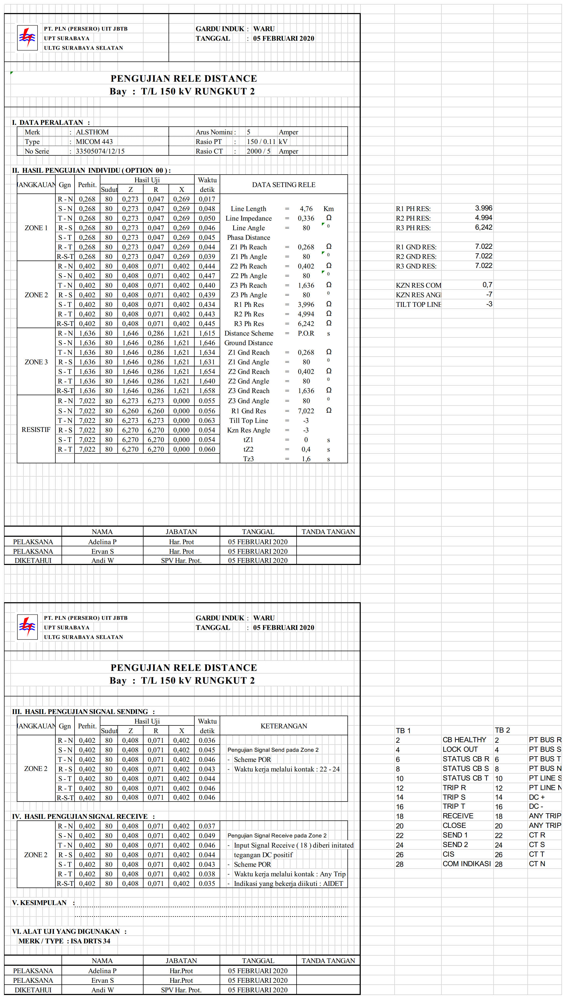 PT. PLN (PERSERO) UIT JBTB GARDU INDUK : WARU
UPT SURABAYA TANGGAL : 05 FEBRUARI 2020
ULTG SURABAYA SELATAN
PENGUJIAN RELE DISTANCE
Bay : T/L 150 kV RUNGKUT 2
I. DATA PERALATAN :
Merk : ALSTHOM Arus Nomina : 5 Amper
Type : MICOM 443 Rasio PT : 150 / 0.11 kV
No Serie : 33505074/12/15 Rasio CT : 2000 / 5 Amper
II. HASIL PENGUJIAN INDIVIDU ( OPTION 00 ) :
JANGKAUAN Ggn Perhit. Hasil Uji Waktu DATA SETING RELE
Sudut Z R X detik
R - N 0,268 80 0,273 0,047 0,269 0,017
S - N 0,268 80 0,273 0,047 0,269 0,048 Line Length = 4,76 Km R1 PH RES: 3.996
T - N 0,268 80 0,273 0,047 0,269 0,050 Line Impedance = 0,336 Ω R2 PH RES: 4.994
ZONE 1 R - S 0,268 80 0,273 0,047 0,269 0,046 Line Angle = 80 0 R3 PH RES: 6,242
S - T 0,268 80 0,273 0,047 0,269 0,045 Phasa Distance
R - T 0,268 80 0,273 0,047 0,269 0,044 Z1 Ph Reach = 0,268 Ω R1 GND RES: 7.022
R-S-T 0,268 80 0,273 0,047 0,269 0,039 Z1 Ph Angle = 80 0 R2 GND RES: 7.022
R - N 0,402 80 0,408 0,071 0,402 0,444 Z2 Ph Reach = 0,402 Ω R3 GND RES: 7.022
S - N 0,402 80 0,408 0,071 0,402 0,447 Z2 Ph Angle = 80 0
T - N 0,402 80 0,408 0,071 0,402 0,440 Z3 Ph Reach = 1,636 Ω KZN RES COM 0,7
ZONE 2 R - S 0,402 80 0,408 0,071 0,402 0,439 Z3 Ph Angle = 80 0 KZN RES ANGI -7
S - T 0,402 80 0,408 0,071 0,402 0,434 R1 Ph Res = 3,996 Ω TILT TOP LINE -3
R - T 0,402 80 0,408 0,071 0,402 0,443 R2 Ph Res = 4,994 Ω
R-S-T 0,402 80 0,408 0,071 0,402 0,445 R3 Ph Res = 6,242 Ω
R - N 1,636 80 1,646 0,286 1,621 1,615 Distance Scheme = P.O.R s
S - N 1,636 80 1,646 0,286 1,621 1,646 Ground Distance
T - N 1,636 80 1,646 0,286 1,621 1,634 Z1 Gnd Reach = 0,268 Ω
ZONE 3 R - S 1,636 80 1,646 0,286 1,621 1,631 Z1 Gnd Angle = 80 0
S - T 1,636 80 1,646 0,286 1,621 1,654 Z2 Gnd Reach = 0,402 Ω
R - T 1,636 80 1,646 0,286 1,621 1,640 Z2 Gnd Angle = 80 0
R-S-T 1,636 80 1,646 0,286 1,621 1,658 Z3 Gnd Reach = 1,636 Ω
R - N 7,022 80 6,273 6,273 0,000 0.055 Z3 Gnd Angle = 80 0
S - N 7,022 80 6,260 6,260 0,000 0.056 R1 Gnd Res = 7,022 Ω
T - N 7,022 80 6,273 6,273 0,000 0.063 Till Top Line = -3
RESISTIF R - S 7,022 80 6,270 6,270 0,000 0.054 Kzn Res Angle = -3
S - T 7,022 80 6,270 6,270 0,000 0.054 tZ1 = 0 s
R - T 7,022 80 6,270 6,270 0,000 0.060 tZ2 = 0,4 s
Tz3 = 1,6 s
NAMA JABATAN TANGGAL TANDA TANGAN
PELAKSANA Adelina P Har. Prot 05 FEBRUARI 2020
PELAKSANA Ervan S Har. Prot 05 FEBRUARI 2020
DIKETAHUI Andi W SPV Har. Prot. 05 FEBRUARI 2020
PT. PLN (PERSERO) UIT JBTB GARDU INDUK : WARU
UPT SURABAYA TANGGAL : 05 FEBRUARI 2020
ULTG SURABAYA SELATAN
PENGUJIAN RELE DISTANCE
Bay : T/L 150 kV RUNGKUT 2
III. HASIL PENGUJIAN SIGNAL SENDING :
JANGKAUAN Ggn Perhit. Hasil Uji Waktu KETERANGAN
Sudut Z R X detik TB 1 TB 2
R - N 0,402 80 0,408 0,071 0,402 0.036 2 CB HEALTHY 2 PT BUS R
S - N 0,402 80 0,408 0,071 0,402 0.045 Pengujian Signal Send pada Zone 2 4 LOCK OUT 4 PT BUS S
T - N 0,402 80 0,408 0,071 0,402 0.046 - Scheme POR 6 STATUS CB R 6 PT BUS T
ZONE 2 R - S 0,402 80 0,408 0,071 0,402 0.043 - Waktu kerja melalui kontak : 22 - 24 8 STATUS CB S 8 PT BUS N
S - T 0,402 80 0,408 0,071 0,402 0.044 10 STATUS CB T 10 PT LINE S
R - T 0,402 80 0,408 0,071 0,402 0.046 12 TRIP R 12 PT LINE N
R-S-T 0,402 80 0,408 0,071 0,402 0.046 14 TRIP S 14 DC +
16 TRIP T 16 DC -
IV. HASIL PENGUJIAN SIGNAL RECEIVE : 18 RECEIVE 18 ANY TRIP
R - N 0,402 80 0,408 0,071 0,402 0.037 20 CLOSE 20 ANY TRIP
S - N 0,402 80 0,408 0,071 0,402 0.049 Pengujian Signal Receive pada Zone 2 22 SEND 1 22 CT R
T - N 0,402 80 0,408 0,071 0,402 0.046 - Input Signal Receive ( 18 ) diberi initated 24 SEND 2 24 CT S
ZONE 2 R - S 0,402 80 0,408 0,071 0,402 0.044 tegangan DC positif 26 CIS 26 CT T
S - T 0,402 80 0,408 0,071 0,402 0.043 - Scheme POR 28 COM INDIKASI 28 CT N
R - T 0,402 80 0,408 0,071 0,402 0.038 - Waktu kerja melalui kontak : Any Trip
R-S-T 0,402 80 0,408 0,071 0,402 0.035 - Indikasi yang bekerja diikuti : AIDET
V. KESIMPULAN :
VI. ALAT UJI YANG DIGUNAKAN :
MERK / TYPE : ISA DRTS 34
NAMA JABATAN TANGGAL TANDA TANGAN
PELAKSANA Adelina P Har.Prot 05 FEBRUARI 2020
PELAKSANA Ervan S Har.Prot 05 FEBRUARI 2020
DIKETAHUI Andi W SPV Har. Prot. 05 FEBRUARI 2020